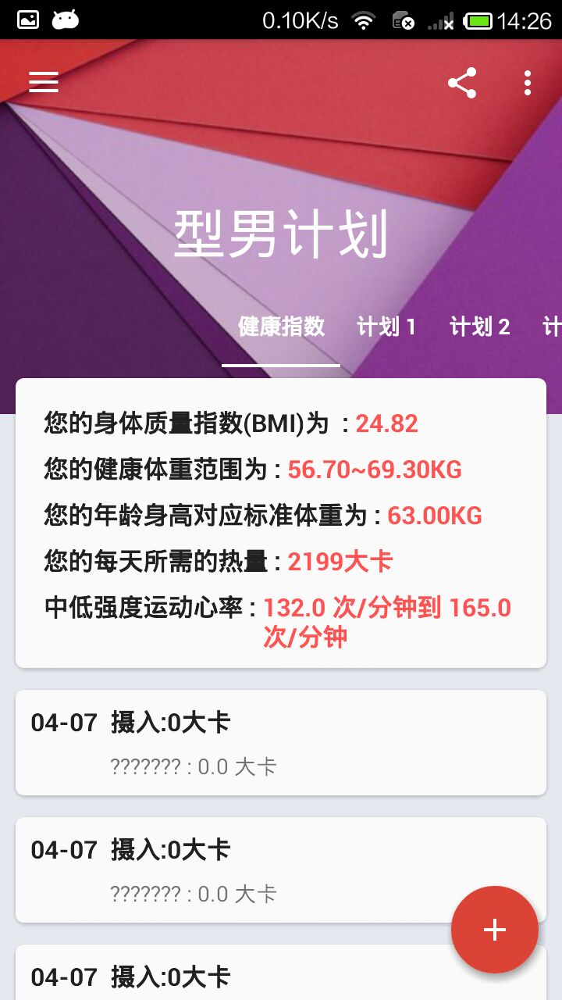 0.10K/s 14:26
型男计划
健康指数 计划 1 计划 2 计
您的身体质量指数(BMI)为 : 24.82
您的健康体重范围为 : 56.70~69.30KG
您的年龄身高对应标准体重为 : 63.00KG
您的每天所需的热量 : 2199大卡
中低强度运动心率 : 132.0 次/分钟到 165.0
次/分钟
04-07 摄入:0大卡
??????? : 0.0 大卡
04-07 摄入:0大卡
??????? : 0.0 大卡
04-07 摄入:0大卡